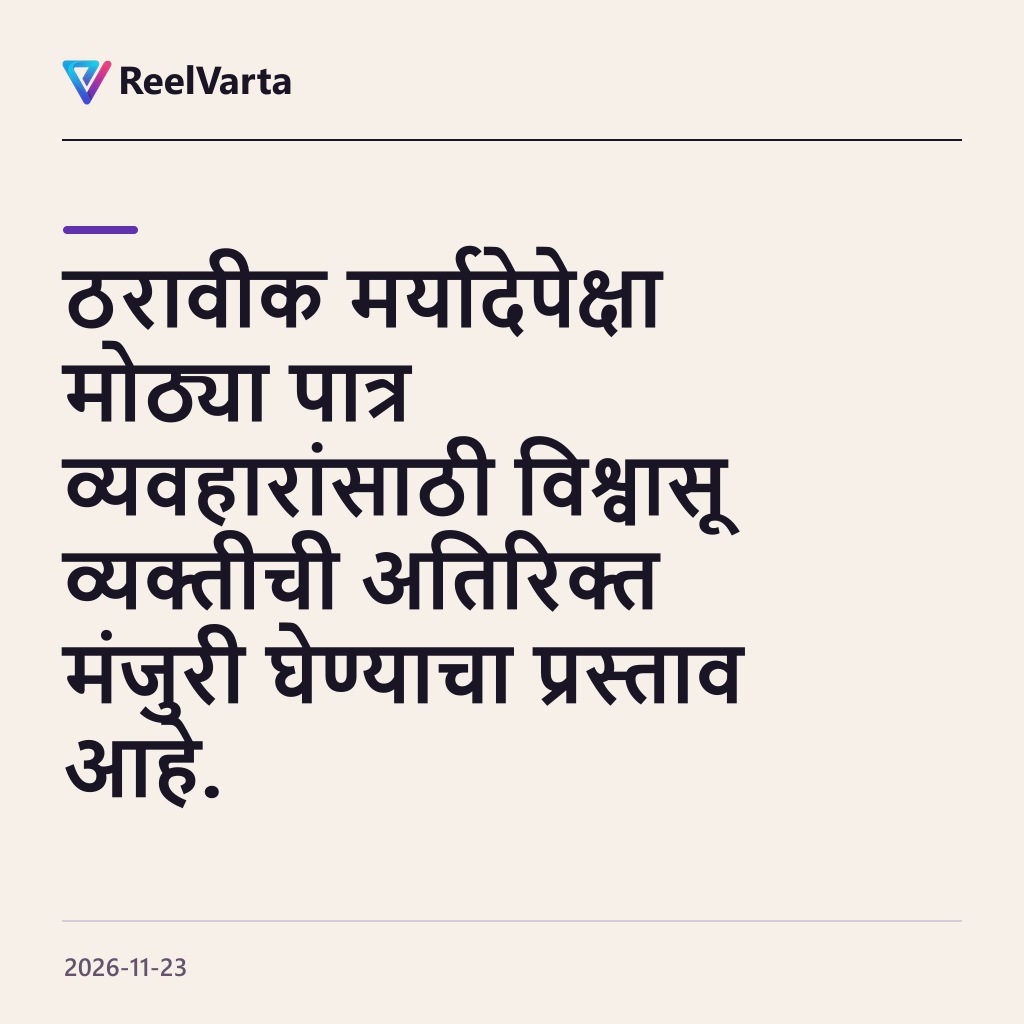 ReelVarta
ठरावीक मर्यादेपेक्षा
मोठ्या पात्र
व्यवहारांसाठी विश्वासू
व्यक्तीची अतिरिक्त
मंजुरी घेण्याचा प्रस्ताव
आहे.
2026-11-23